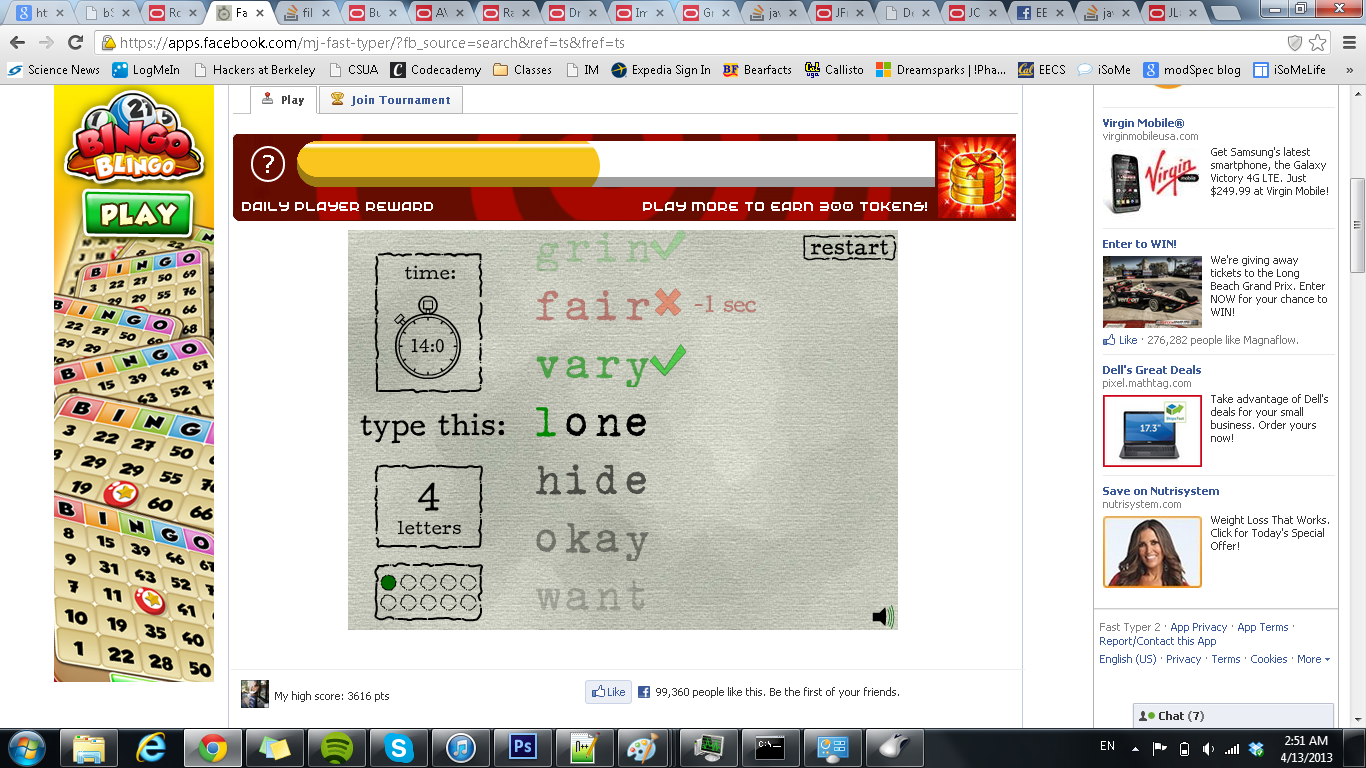 ht
bS
Ro
Fa
fil
Bu
AV
Ra
Dr
Im
Gr
jav
JFr
Do
JC
EE
jav
JLi
https://apps.facebook.com/mj-fast-typer/?fb_source=search&ref=ts&fref=ts
Science News LogMeIn Hackers at Berkeley CSUA Codecademy Classes IM Expedia Sign In Bearfacts Callisto Dreamsparks | !Pha... EECS iSoMe modSpec blog iSoMeLife »
Play Join Tournament
BINGO
BLINGO
PLAY
?
DAILY PLAYER REWARD PLAY MORE TO EARN 300 TOKENS!
time:
14:0
grin
restart
fair -1 sec
vary
type this: lone
hide
okay
want
4
letters
My high score: 3616 pts
Like 99,360 people like this. Be the first of your friends.
Virgin Mobile®
virginmobileusa.com
Get Samsung's latest
smartphone, the Galaxy
Victory 4G LTE. Just
$249.99 at Virgin Mobile!
Enter to WIN!
We're giving away
tickets to the Long
Beach Grand Prix. Enter
NOW for your chance to
WIN!
Like · 276,282 people like Magnaflow.
Dell's Great Deals
pixel.mathtag.com
17.3"
Take advantage of Dell's
deals for your small
business. Order yours
now!
Save on Nutrisystem
nutrisystem.com
Weight Loss That Works.
Click for Today's Special
Offer!
Fast Typer 2 · App Privacy · App Terms ·
Report/Contact this App
English (US) · Privacy · Terms · Cookies · More
Chat (7)
EN
2:51 AM
4/13/2013